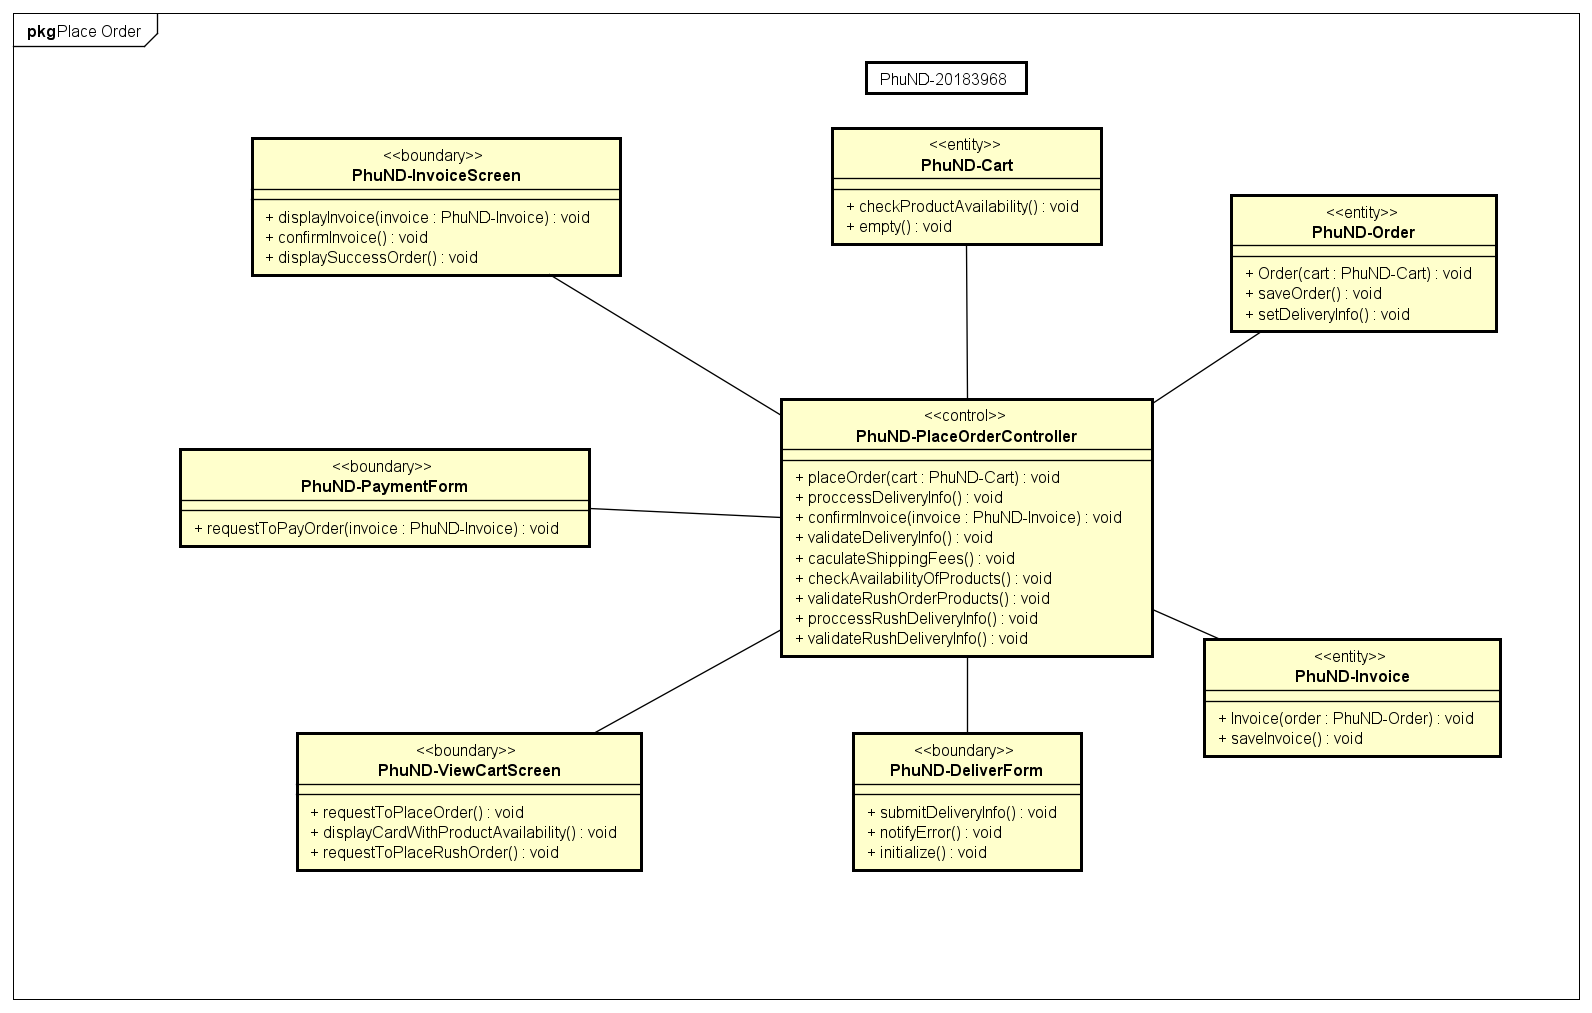 pkgPlace Order
PhuND-20183968
<<boundary>>
PhuND-InvoiceScreen
+ displayInvoice(invoice : PhuND-Invoice) : void
+ confirmInvoice() : void
+ displaySuccessOrder() : void
<<entity>>
PhuND-Cart
+ checkProductAvailability() : void
+ empty() : void
<<entity>>
PhuND-Order
+ Order(cart : PhuND-Cart) : void
+ saveOrder() : void
+ setDeliveryInfo() : void
<<boundary>>
PhuND-PaymentForm
+ requestToPayOrder(invoice : PhuND-Invoice) : void
<<control>>
PhuND-PlaceOrderController
+ placeOrder(cart : PhuND-Cart) : void
+ proccessDeliveryInfo() : void
+ confirmInvoice(invoice : PhuND-Invoice) : void
+ validateDeliveryInfo() : void
+ caculateShippingFees() : void
+ checkAvailabilityOfProducts() : void
+ validateRushOrderProducts() : void
+ proccessRushDeliveryInfo() : void
+ validateRushDeliveryInfo() : void
<<entity>>
PhuND-Invoice
+ Invoice(order : PhuND-Order) : void
+ saveInvoice() : void
<<boundary>>
PhuND-ViewCartScreen
+ requestToPlaceOrder() : void
+ displayCardWithProductAvailability() : void
+ requestToPlaceRushOrder() : void
<<boundary>>
PhuND-DeliverForm
+ submitDeliveryInfo() : void
+ notifyError() : void
+ initialize() : void